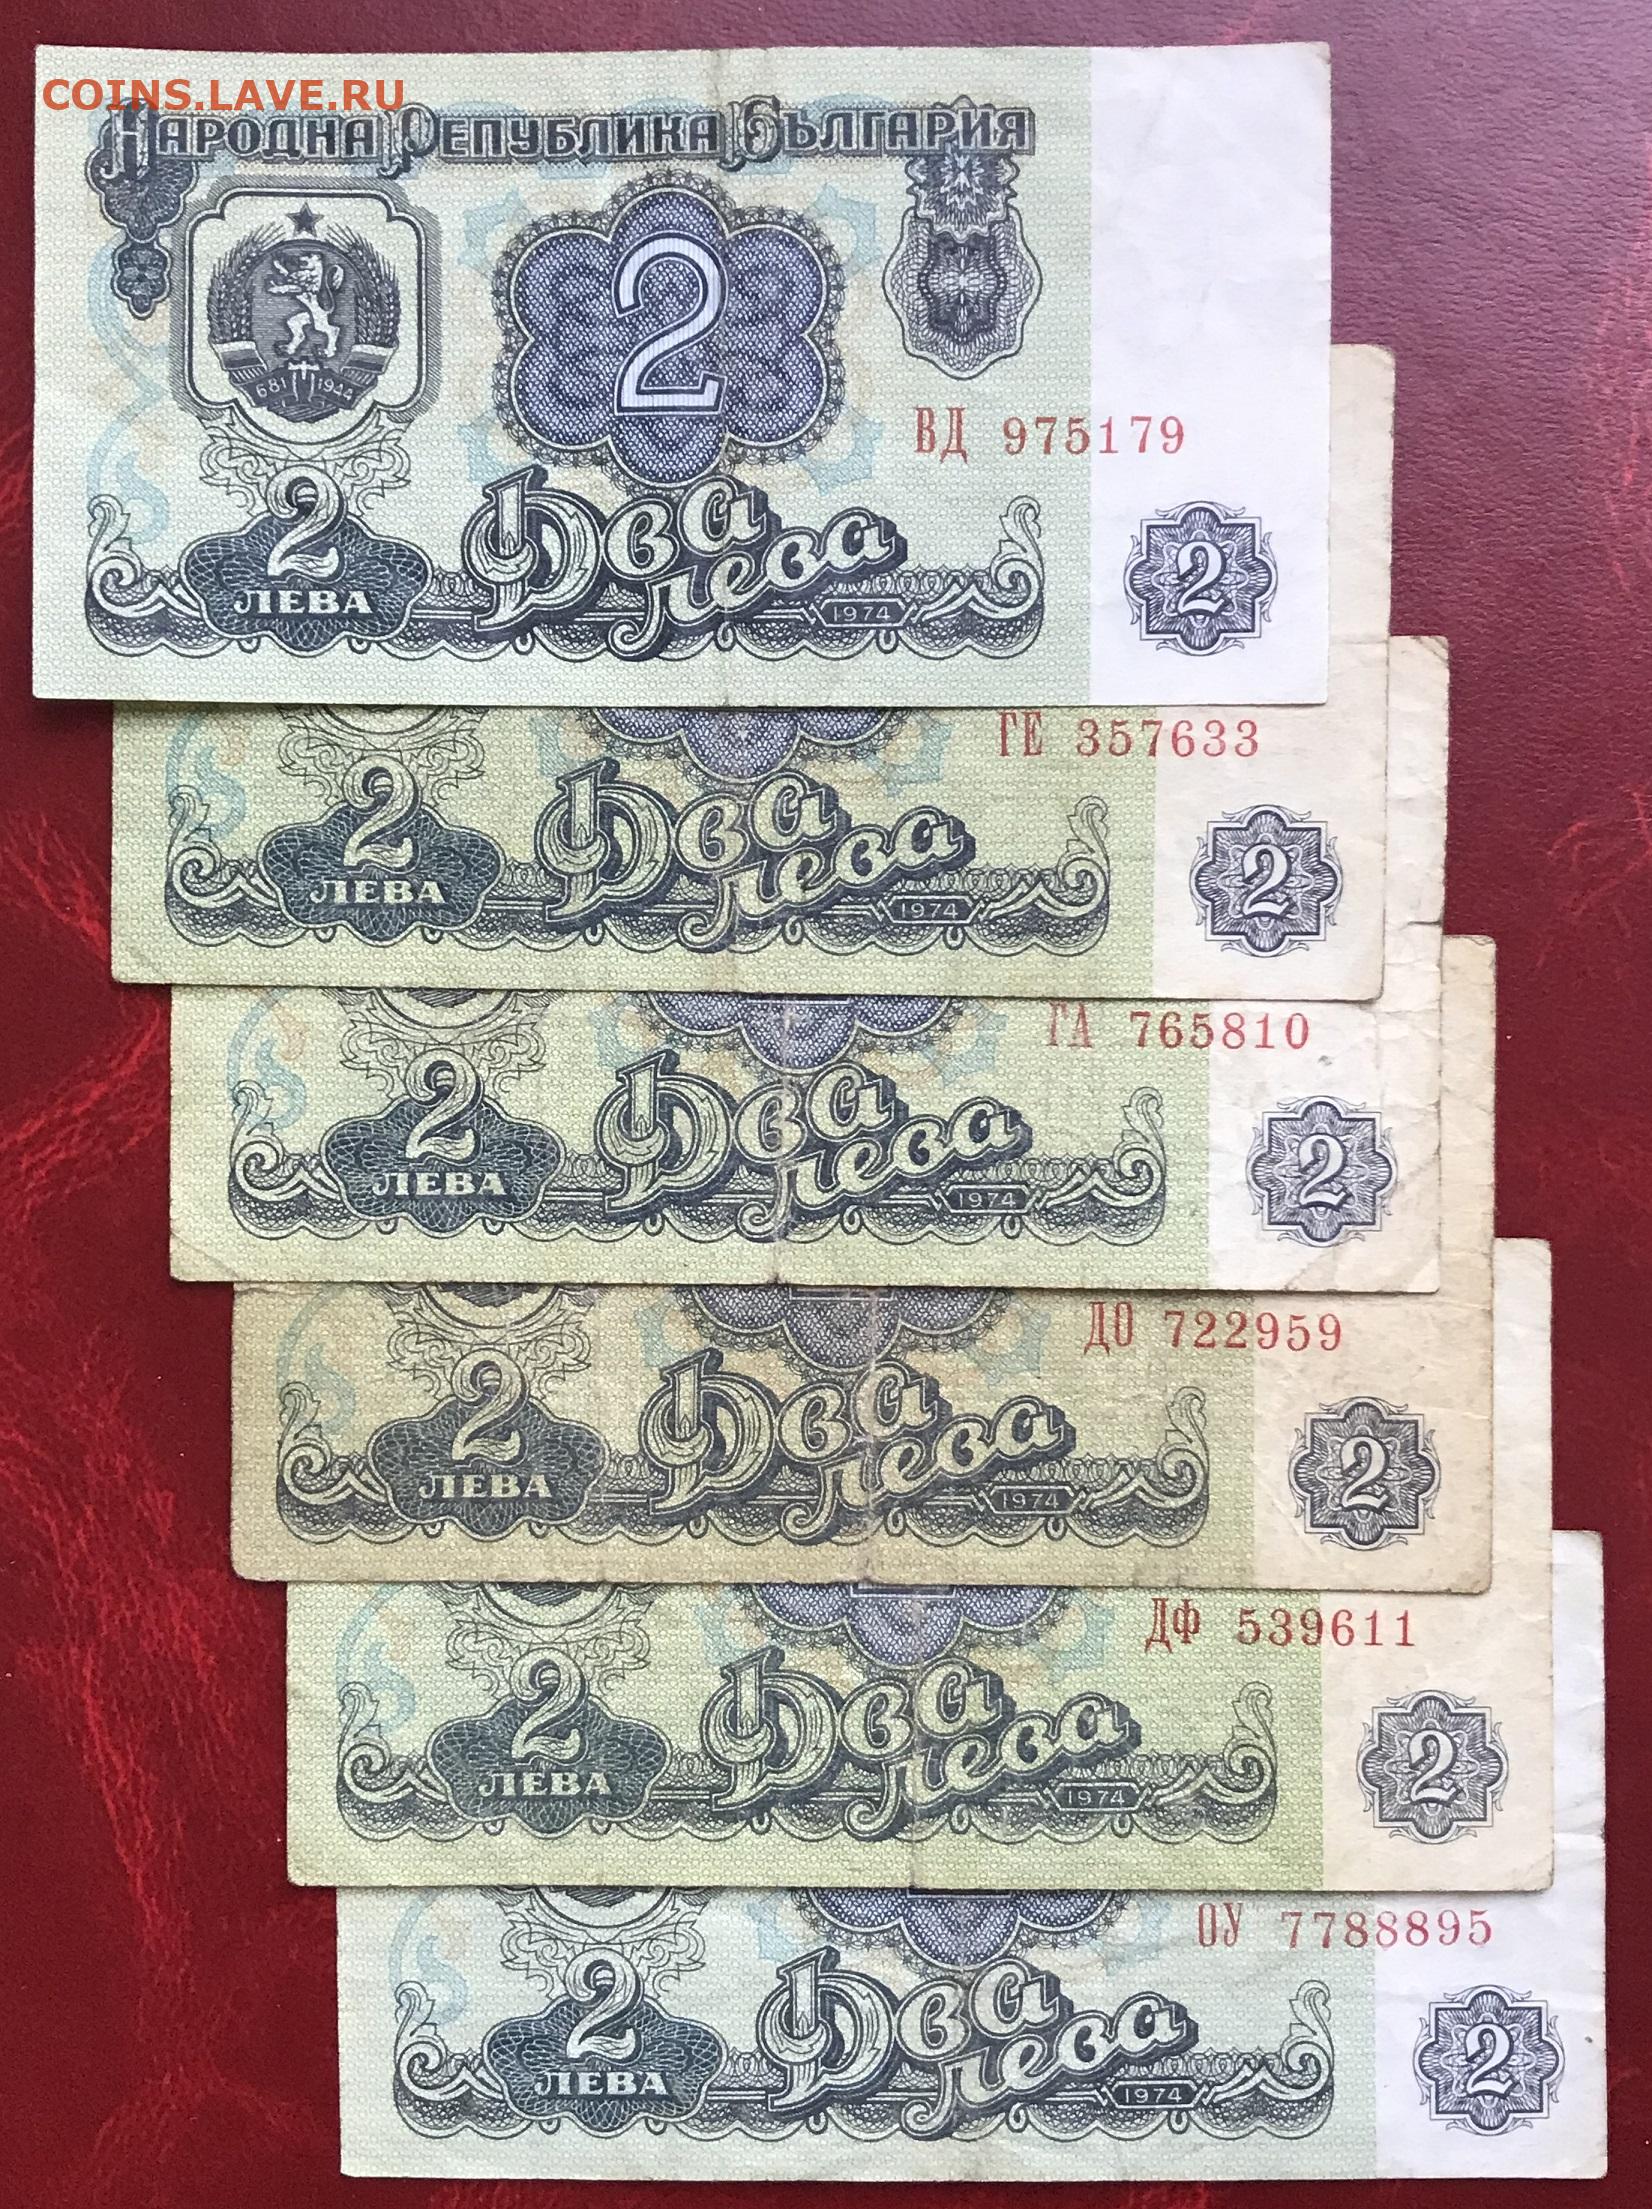 COINS.LAVE.RU
НАРОДНА РЕПУБЛИКА БЪЛГАРИЯ
2
681 1944
ВД 975179
2
ЛЕВА
Два
лева
1974
2
ГЕ 357633
2
ЛЕВА
Два
лева
1974
2
ГА 765810
2
ЛЕВА
Два
лева
1974
2
ДО 722959
2
ЛЕВА
Два
лева
1974
2
ДФ 539611
2
ЛЕВА
Два
лева
1974
2
ОУ 7788895
2
ЛЕВА
Два
лева
1974
2